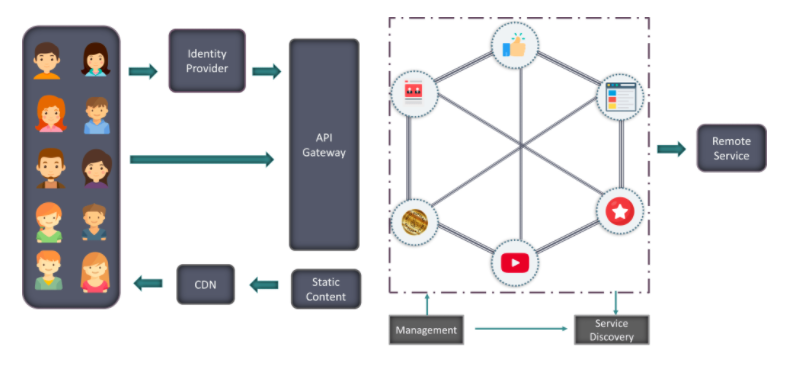 Identity
Provider
API
Gateway
Remote
Service
CDN
Static
Content
Management
Service
Discovery